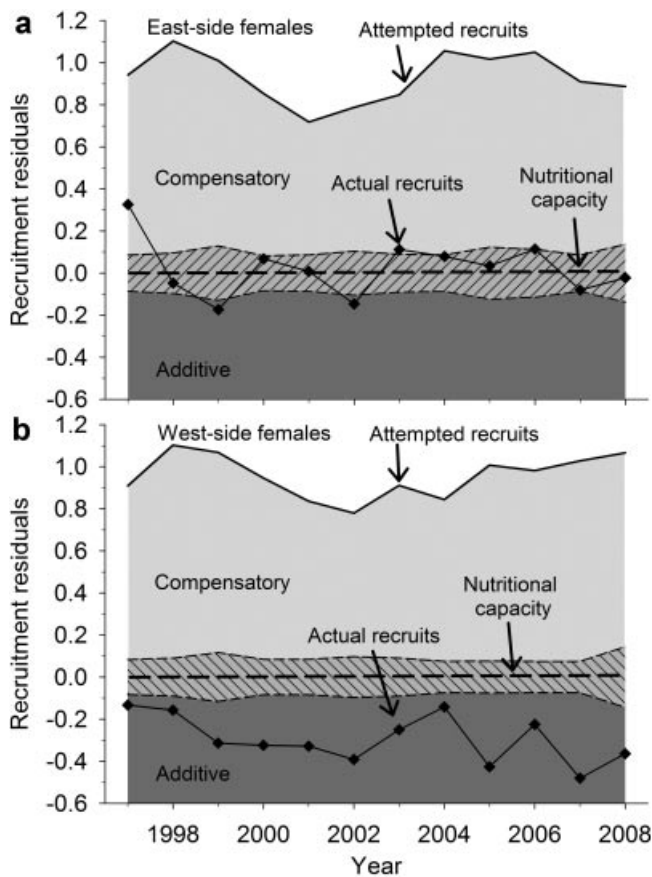 a
East-side females
Attempted recruits
1.2
1.0
0.8
0.6
0.4
0.2
0.0
-0.2
-0.4
-0.6
Recruitment residuals
Compensatory
Actual recruits
Nutritional
capacity
Additive
b
West-side females
Attempted recruits
1.2
1.0
0.8
0.6
0.4
0.2
0.0
-0.2
-0.4
-0.6
Recruitment residuals
Compensatory
Nutritional
capacity
Actual recruits
Additive
1998 2000 2002 2004 2006 2008
Year